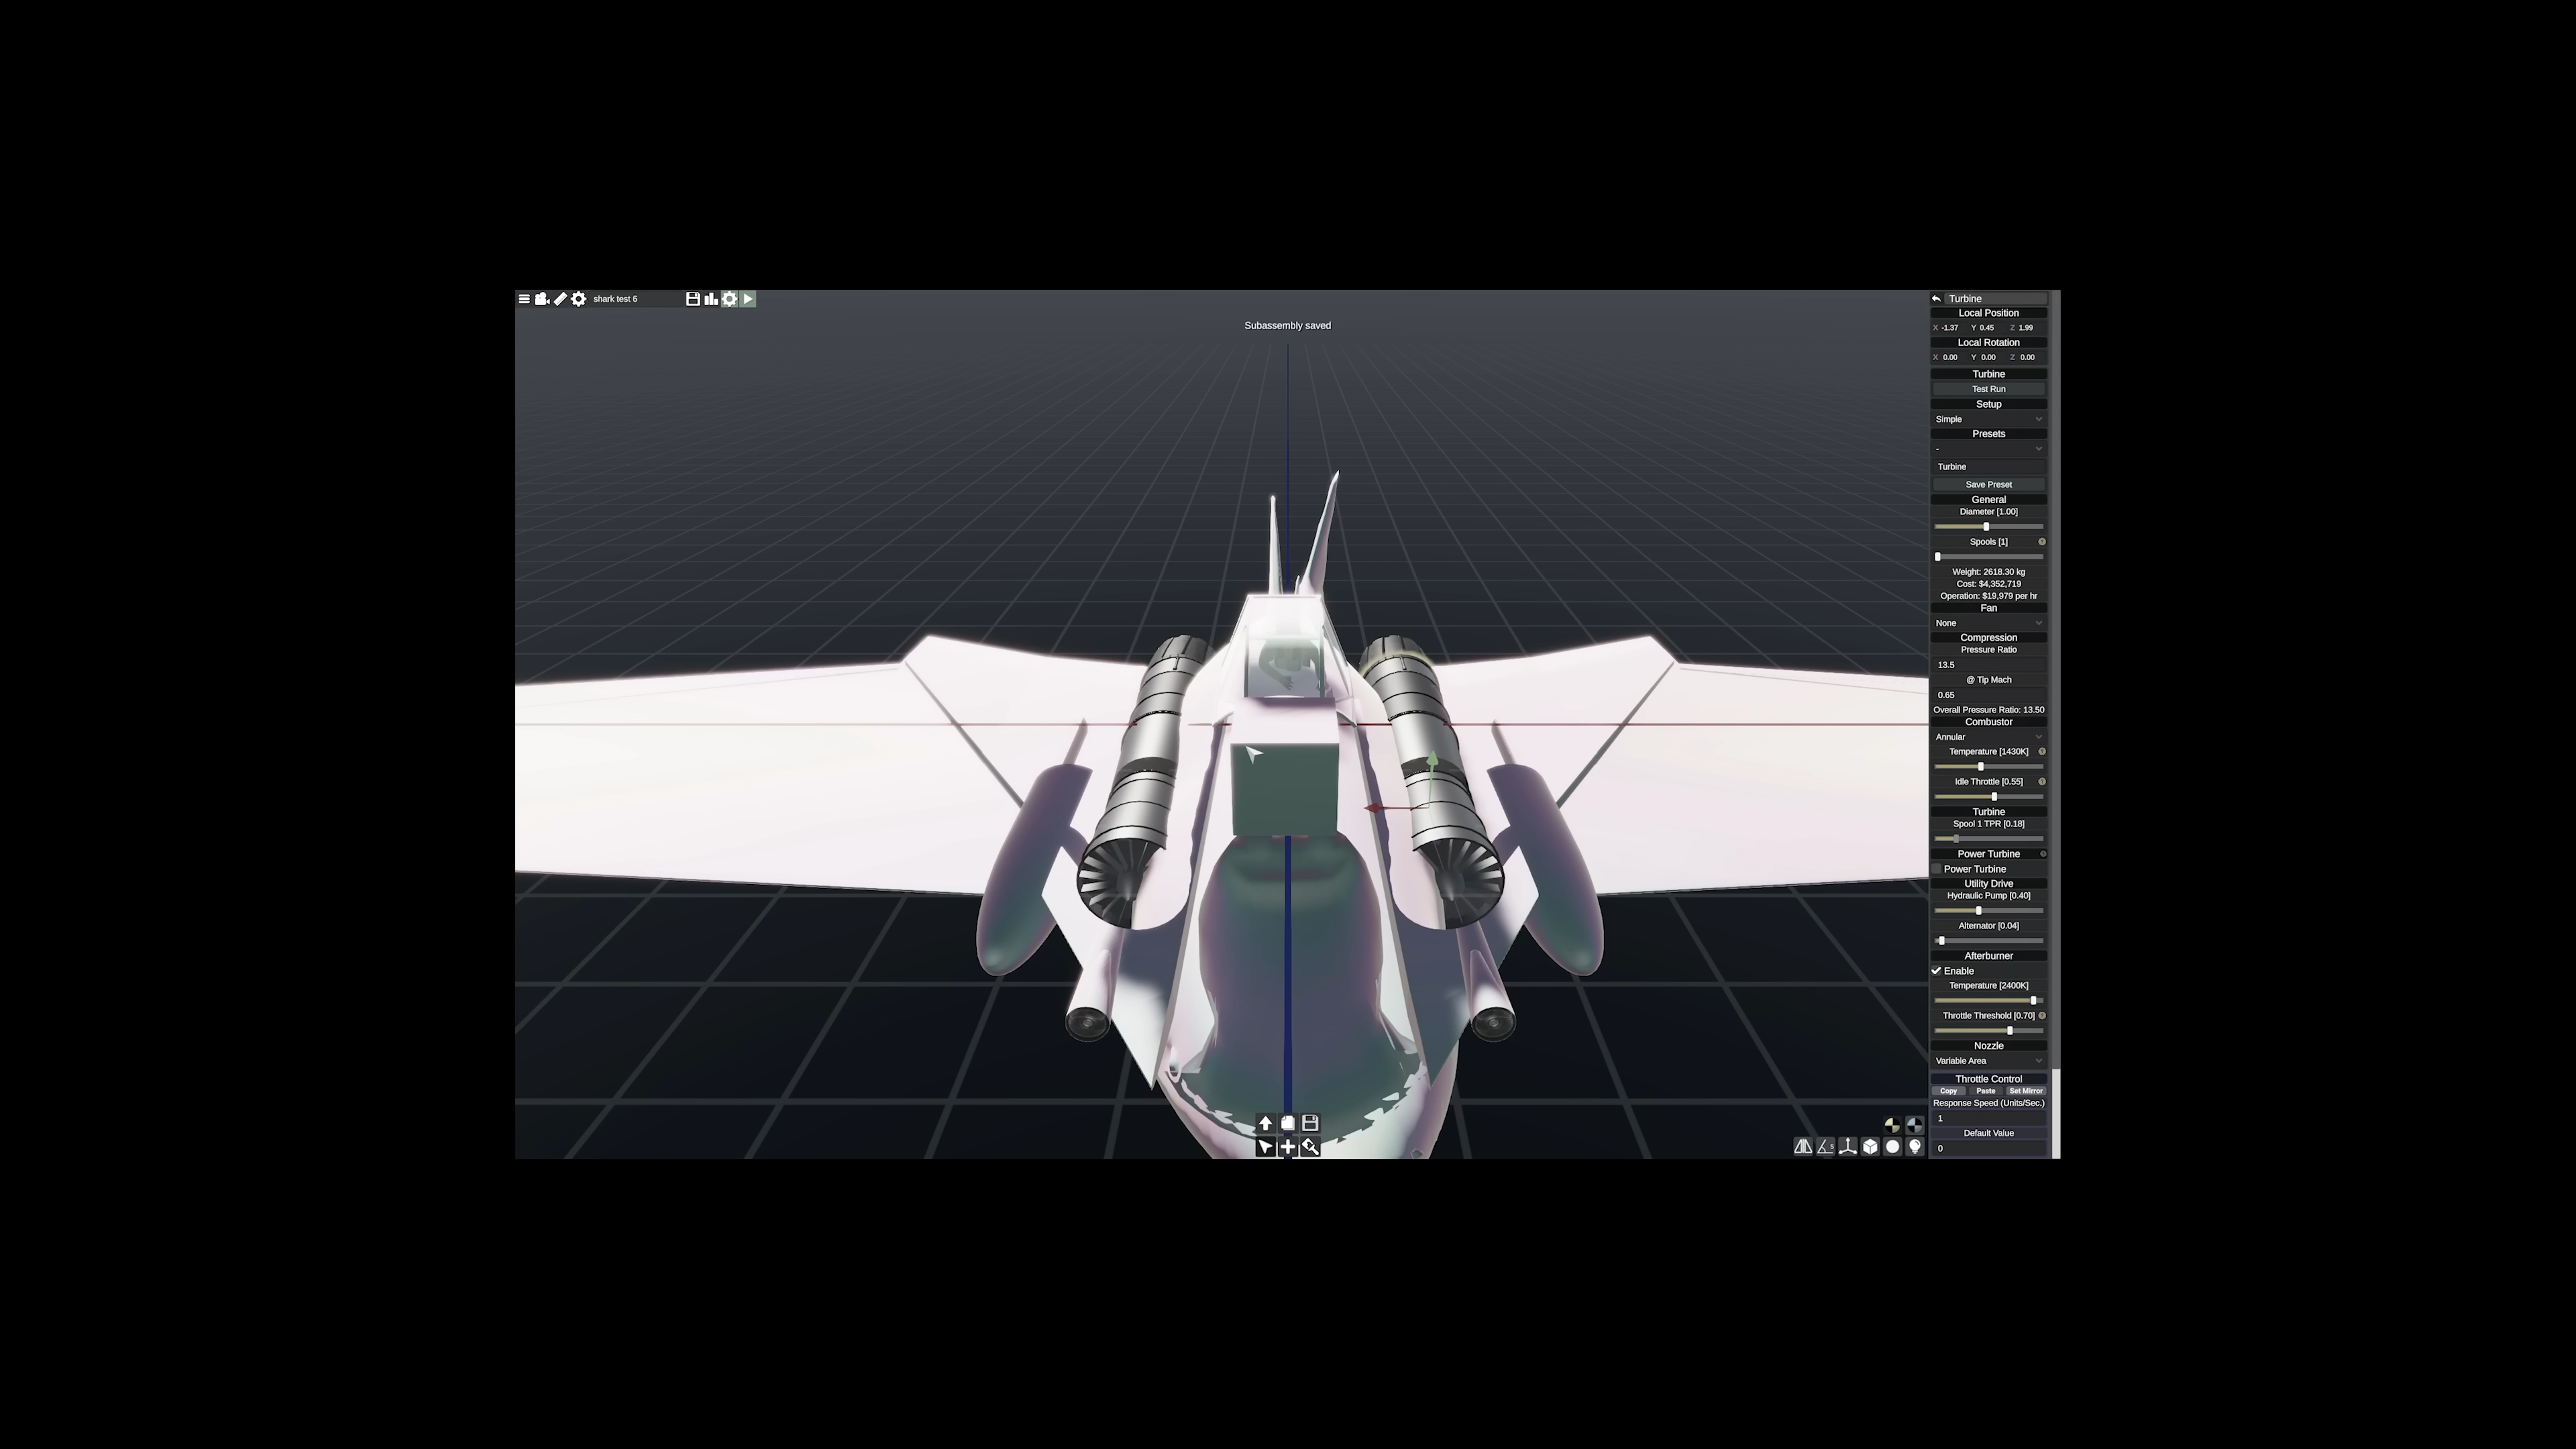 shark test 6
Subassembly saved
Turbine
Local Position
X -1.37 Y 0.45 Z 1.99
Local Rotation
X 0.00 Y 0.00 Z 0.00
Turbine
Test Run
Setup
Simple
Presets
-
Turbine
Save Preset
General
Diameter [1.00]
Spools [1]
Weight: 2618.30 kg
Cost: $4,352,719
Operation: $19,979 per hr
Fan
None
Compression
Pressure Ratio
13.5
@ Tip Mach
0.65
Overall Pressure Ratio: 13.50
Combustor
Annular
Temperature [1430K]
Idle Throttle [0.55]
Turbine
Spool 1 TPR [0.18]
Power Turbine
Power Turbine
Utility Drive
Hydraulic Pump [0.40]
Alternator [0.04]
Afterburner
Enable
Temperature [2400K]
Throttle Threshold [0.70]
Nozzle
Variable Area
Throttle Control
Copy Paste Set Mirror
Response Speed (Units/Sec.)
1
Default Value
0